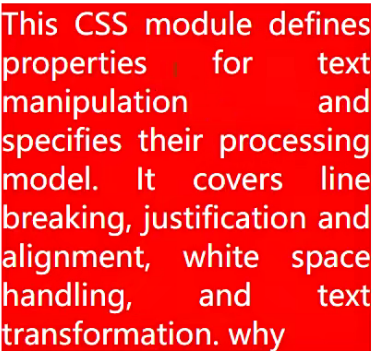 This CSS module defines
properties for text
manipulation and
specifies their processing
model. It covers line
breaking, justification and
alignment, white space
handling, and text
transformation. why